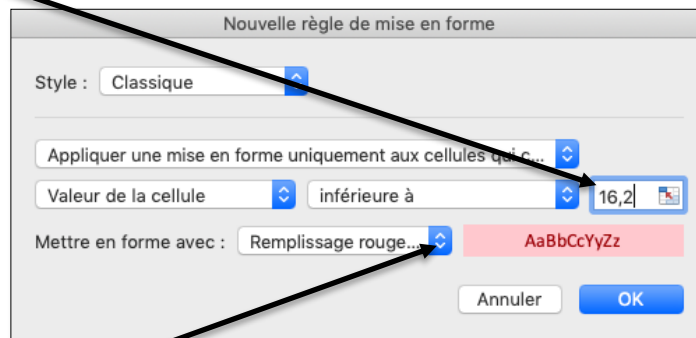 Nouvelle règle de mise en forme
Style : Classique
Appliquer une mise en forme uniquement aux cellules qui c...
Valeur de la cellule inférieure à 16,2
Mettre en forme avec : Remplissage rouge... AaBbCcYyZz
Annuler OK